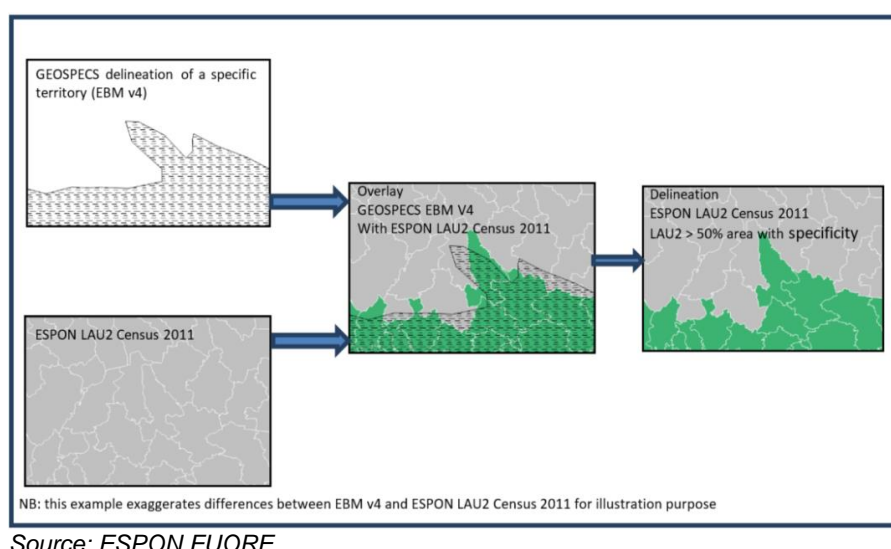 GEOSPECS delineation of a specific
territory (EBM v4)
Overlay
GEOSPECS EBM V4
With ESPON LAU2 Census 2011
Delineation
ESPON LAU2 Census 2011
LAU2 > 50% area with specificity
ESPON LAU2 Census 2011
NB: this example exaggerates differences between EBM v4 and ESPON LAU2 Census 2011 for illustration purpose
Source: ESPON FUORE